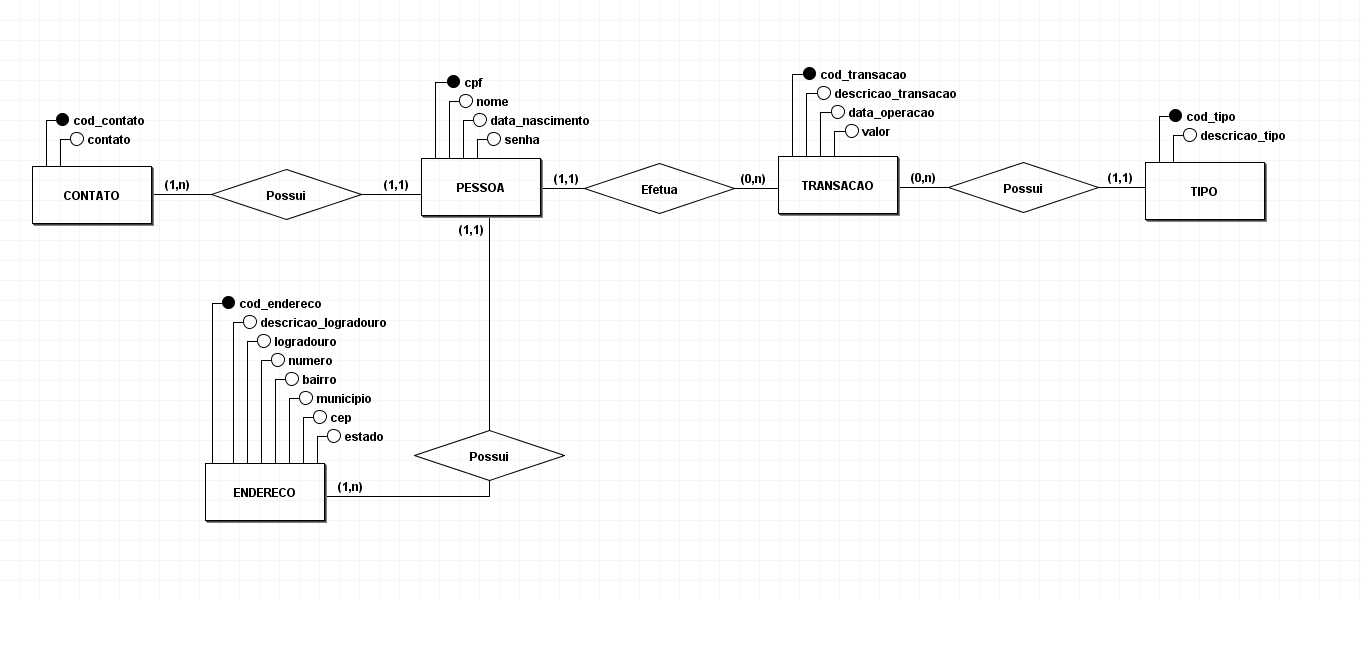 cod_contato
contato
CONTATO
(1,n)
Possui
(1,1)
cpf
nome
data_nascimento
senha
PESSOA
(1,1)
Efetua
(0,n)
cod_transacao
descricao_transacao
data_operacao
valor
TRANSACAO
(0,n)
Possui
(1,1)
cod_tipo
descricao_tipo
TIPO
(1,1)
cod_endereco
descricao_logradouro
logradouro
numero
bairro
municipio
cep
estado
ENDERECO
(1,n)
Possui